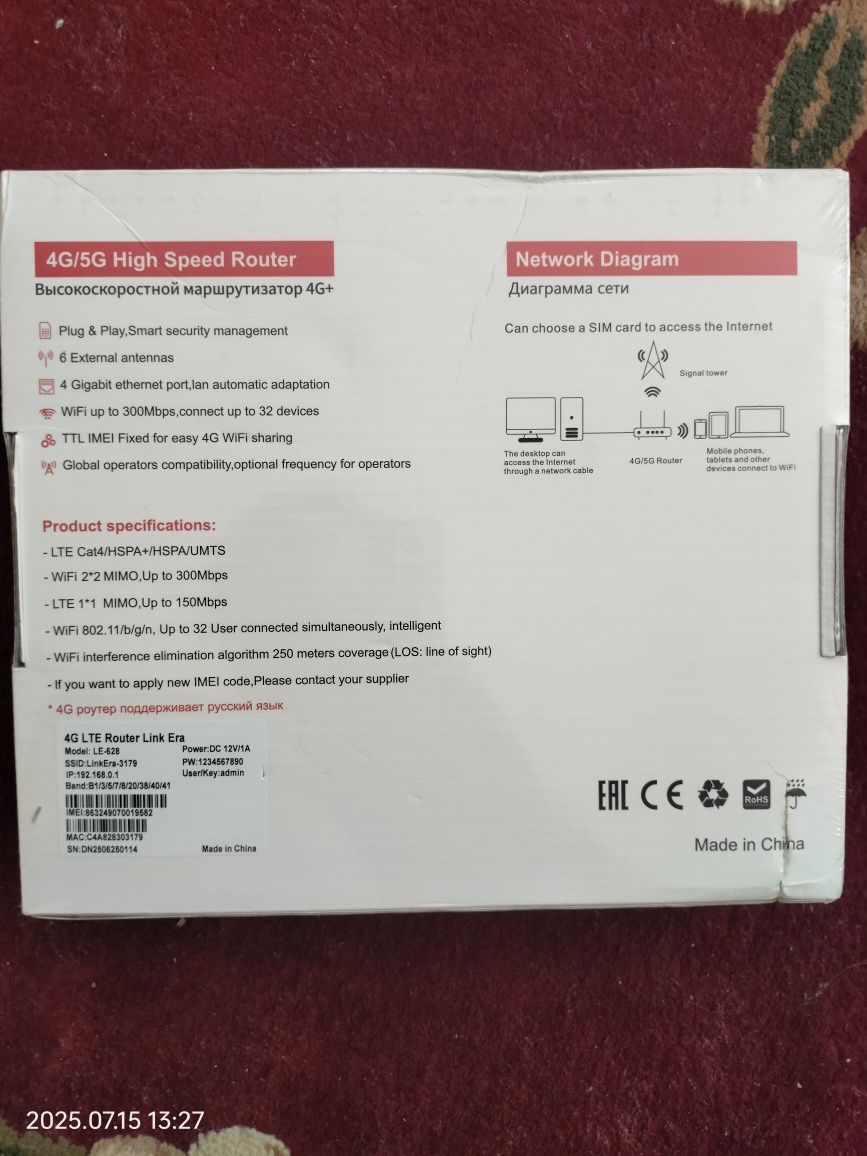 4G/5G High Speed Router
Высокоскоростной маршрутизатор 4G+
Plug & Play,Smart security management
6 External antennas
4 Gigabit ethernet port,lan automatic adaptation
WiFi up to 300Mbps,connect up to 32 devices
TTL IMEI Fixed for easy 4G WiFi sharing
Global operators compatibility,optional frequency for operators
Network Diagram
Диаграмма сети
Can choose a SIM card to access the Internet
Signal tower
The desktop can
access the Internet
through a network cable
4G/5G Router
Mobile phones,
tablets and other
devices connect to WiFi
Product specifications:
- LTE Cat4/HSPA+/HSPA/UMTS
- WiFi 2*2 MIMO,Up to 300Mbps
- LTE 1*1 MIMO,Up to 150Mbps
- WiFi 802.11/b/g/n, Up to 32 User connected simultaneously, intelligent
- WiFi interference elimination algorithm 250 meters coverage(LOS: line of sight)
- If you want to apply new IMEI code,Please contact your supplier
* 4G роутер поддерживает русский язык
4G LTE Router Link Era
Model: LE-628 Power:DC 12V/1A
SSID:LinkEra-3179 PW:1234567890
IP:192.168.0.1 User/Key:admin
Band:B1/3/5/7/8/20/38/40/41
IMEI:863249070019582
MAC:C4A828303179
SN:DN2506250114 Made in China
EAC CE RoHS
Made in China
2025.07.15 13:27